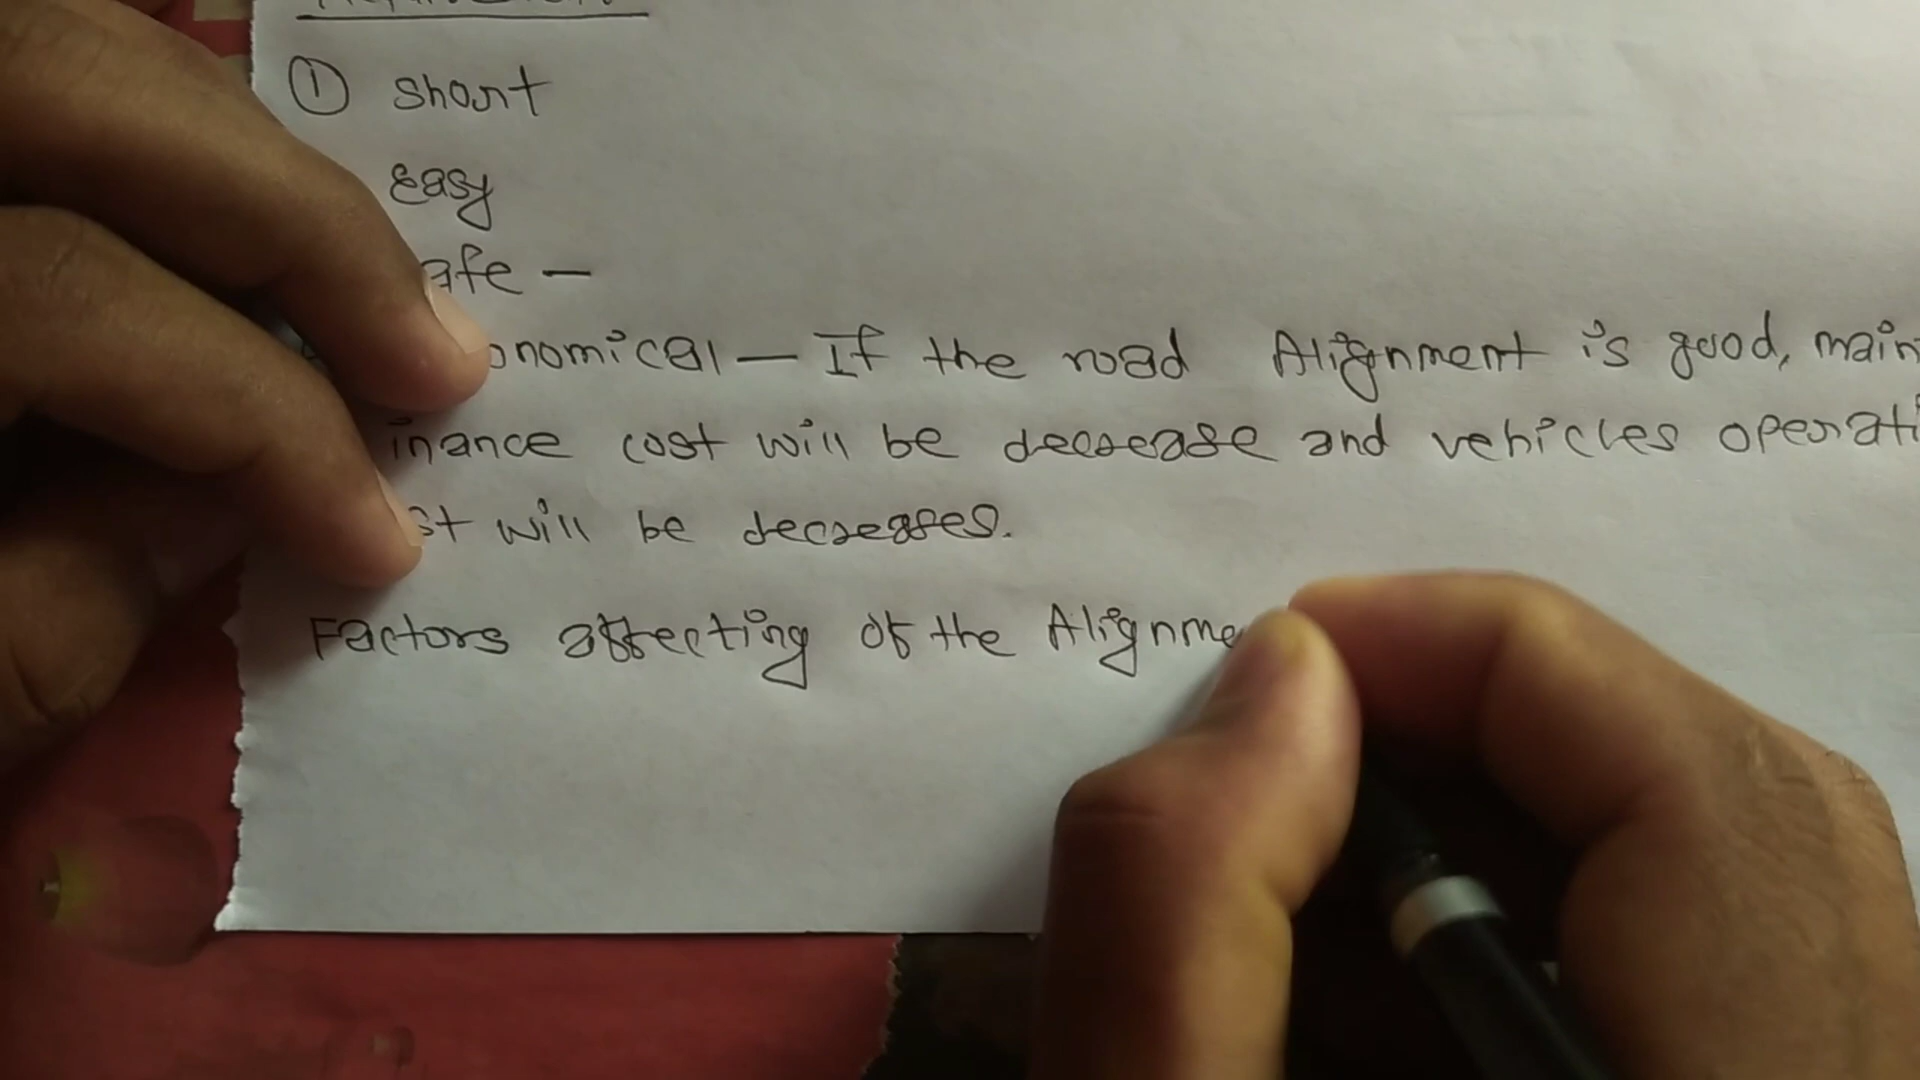 ① short
easy
afe —
onomical — If the road Alignment is good, main
inance cost will be decrease and vehicles operati
st will be decreases.
Factors affecting of the Alignme